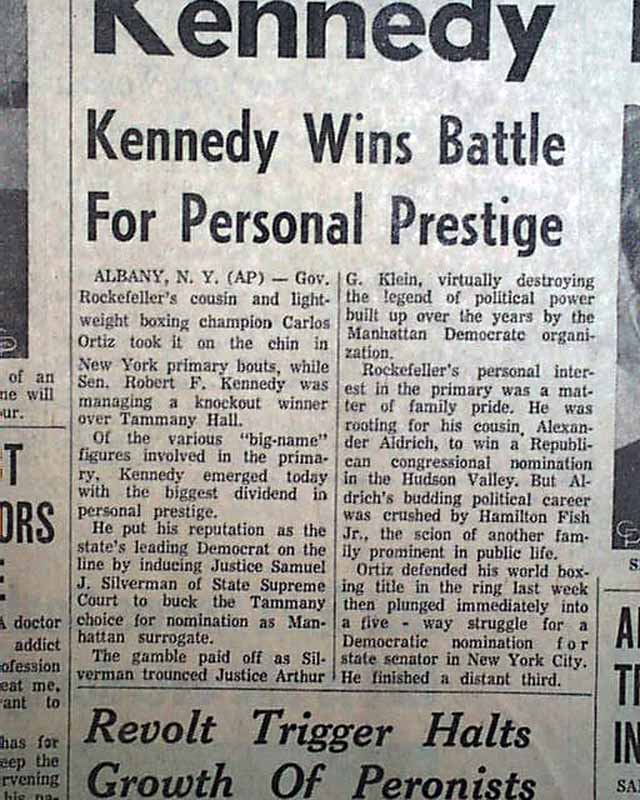 Kennedy
Kennedy Wins Battle
For Personal Prestige
ALBANY, N. Y. (AP) — Gov.
Rockefeller's cousin and light-
weight boxing champion Carlos
Ortiz took it on the chin in
New York primary bouts, while
Sen. Robert F. Kennedy was
managing a knockout winner
over Tammany Hall.
Of the various "big-name"
figures involved in the prima-
ry, Kennedy emerged today
with the biggest dividend in
personal prestige.
He put his reputation as the
state's leading Democrat on the
line by inducing Justice Samuel
J. Silverman of State Supreme
Court to buck the Tammany
choice for nomination as Man-
hattan surrogate.
The gamble paid off as Sil-
verman trounced Justice Arthur
G. Klein, virtually destroying
the legend of political power
built up over the years by the
Manhattan Democratic organi-
zation.
Rockefeller's personal inter-
est in the primary was a mat-
ter of family pride. He was
rooting for his cousin, Alexan-
der Aldrich, to win a Republi-
can congressional nomination
in the Hudson Valley. But Al-
drich's budding political career
was crushed by Hamilton Fish
Jr., the scion of another fam-
ily prominent in public life.
Ortiz defended his world box-
ing title in the ring last week
then plunged immediately into
a five - way struggle for a
Democratic nomination for
state senator in New York City.
He finished a distant third.
Revolt Trigger Halts
Growth Of Peronists
of an
ne will
ur.
T
ORS
E
A doctor
addict
ofession
eat me,
ant to
has for
eep the
rvening
his pa-
SA
AI
TI
IN
SA